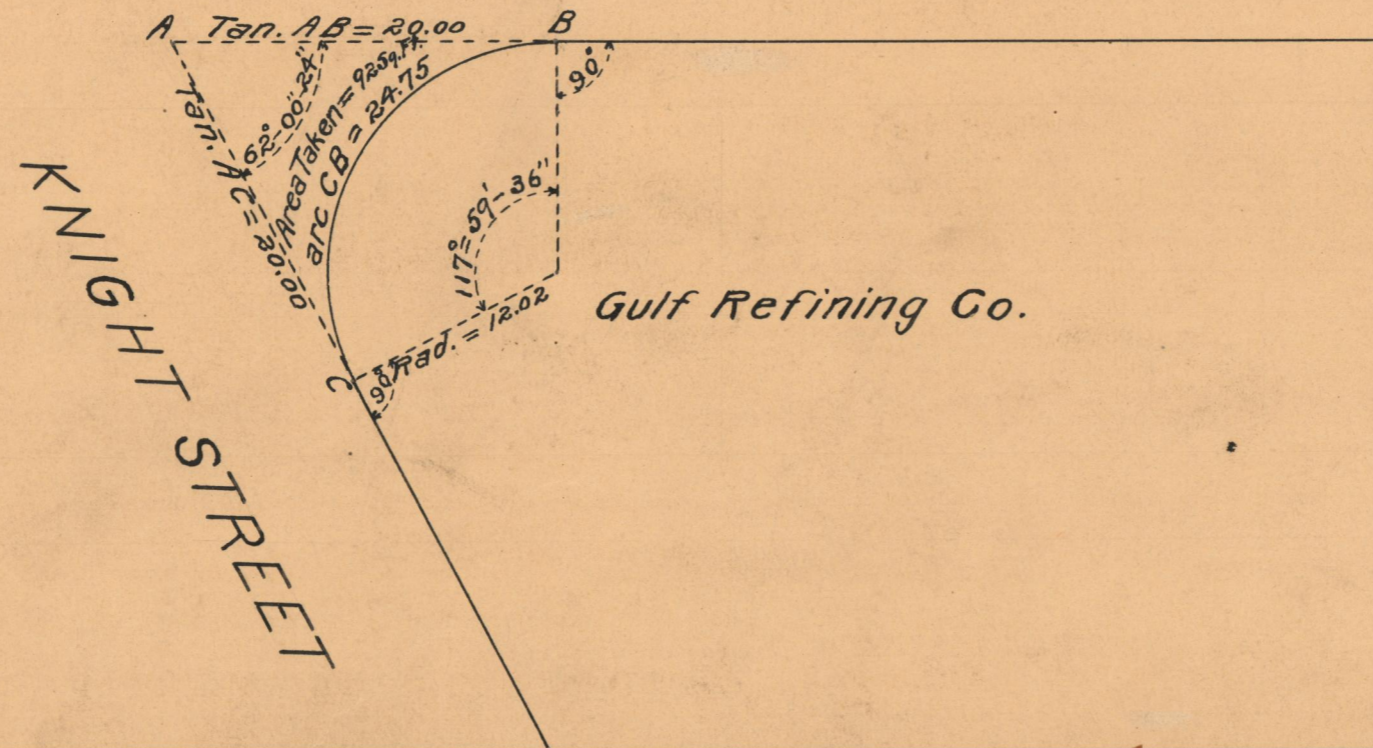 A Tan. AB = 20.00 B
90°
62°-00'-24"
Area Taken = 92 Sq. Ft.
arc CB = 24.75
Tan. AC = 20.00
117°-59'-36"
Rad. = 12.02
C
90°
Gulf Refining Co.
KNIGHT STREET